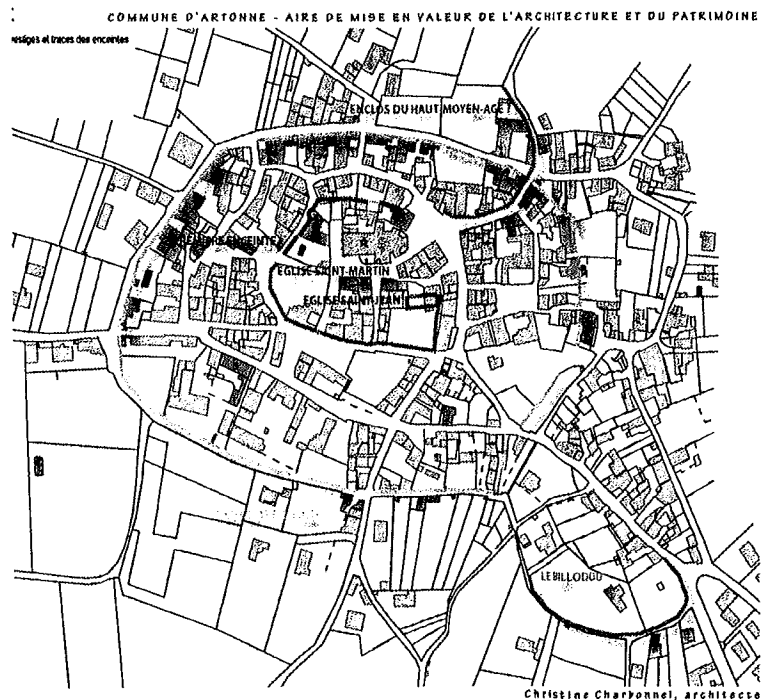 COMMUNE D'ARTONNE - AIRE DE MISE EN VALEUR DE L'ARCHITECTURE ET DU PATRIMOINE
et traces des enceintes
ENCLOS DU HAUT MOYEN-AGE ?
ENCEINTE
EGLISE SAINT-MARTIN
EGLISE SAINT-JEAN
LE BILLODOU
Christine Charbonnel, architecte